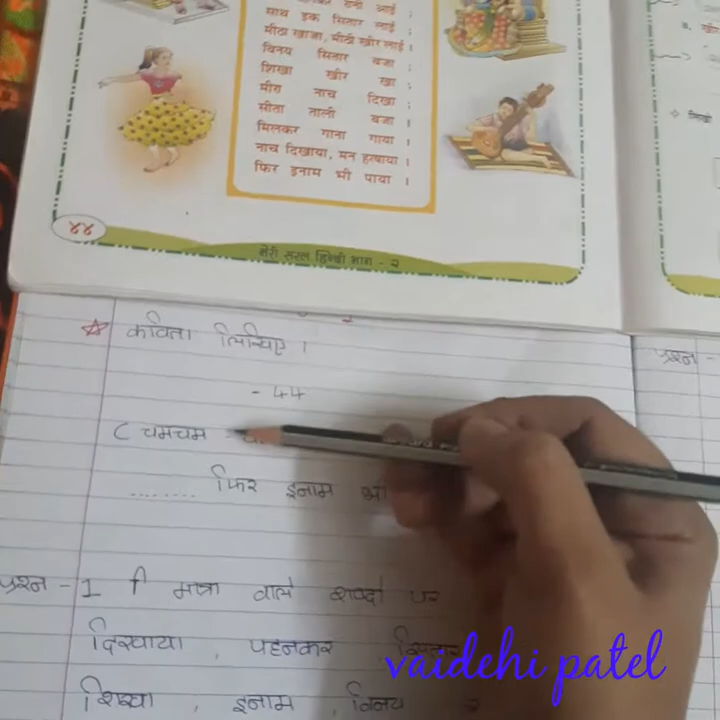 साथ इक सितार लाई ;
मीठा खाजा, मीठी खीर लाई ।
विनय सितार बजा ;
शिखा खीर खा ;
मीरा नाच दिखा ;
सीता ताली बजा ।
मिलकर गाना गाया ।
नाच दिखाया, मन हरषाया ।
फिर इनाम भी पाया ।
४४
मेरी सरल हिन्दी भाग - २
कविता लिखिए ।
- 44
( चमचम
........ फिर इनाम भी
प्रश्न -
प्रश्न - 1 ि मात्रा वाले शब्दों पर
दिखाया , पहनकर
शिखा , इनाम , विनय
vaidehi patel